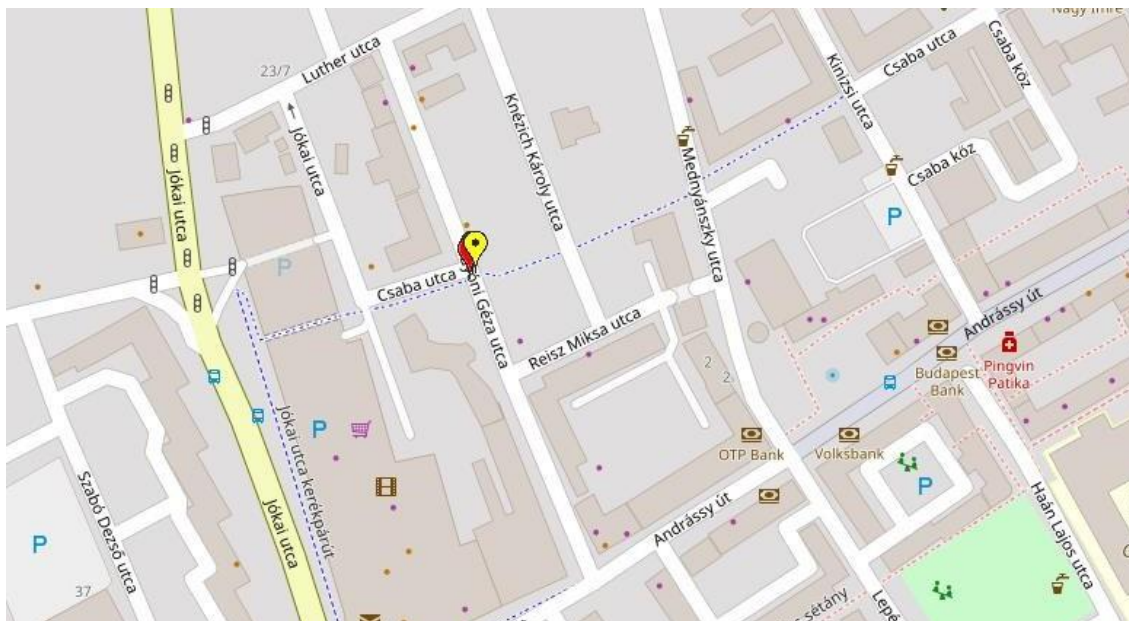 Nagy Imre
Luther utca
23/7
Csaba utca
Csaba köz
Kinizsi utca
Knézich Károly utca
Jókai utca
Jókai utca
Mednyánszky utca
Csaba köz
P
P
Csaba utca
Géza utca
Andrássy út
Reisz Miksa utca
Budapest
Bank
Pingvin
Patika
2
2
P
Jókai utca kerékpárút
OTP Bank
Volksbank
P
Szabó Dezső utca
Jókai utca
Andrássy út
Haán Lajos utca
P
37
sétány